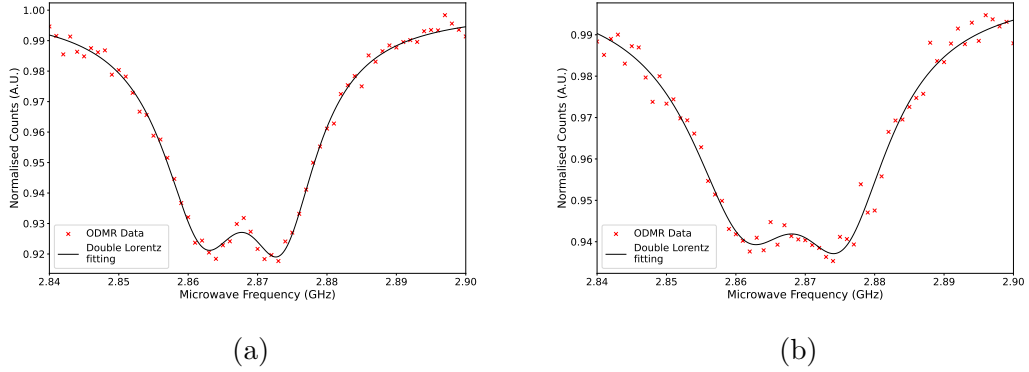 1.00
0.99
0.98
0.97
0.96
0.95
0.94
0.93
0.92
Normalised Counts (A.U.)
ODMR Data
Double Lorentz
fitting
2.84 2.85 2.86 2.87 2.88 2.89 2.90
Microwave Frequency (GHz)
(a)
0.99
0.98
0.97
0.96
0.95
0.94
Normalised Counts (A.U.)
ODMR Data
Double Lorentz
fitting
2.84 2.85 2.86 2.87 2.88 2.89 2.90
Microwave Frequency (GHz)
(b)